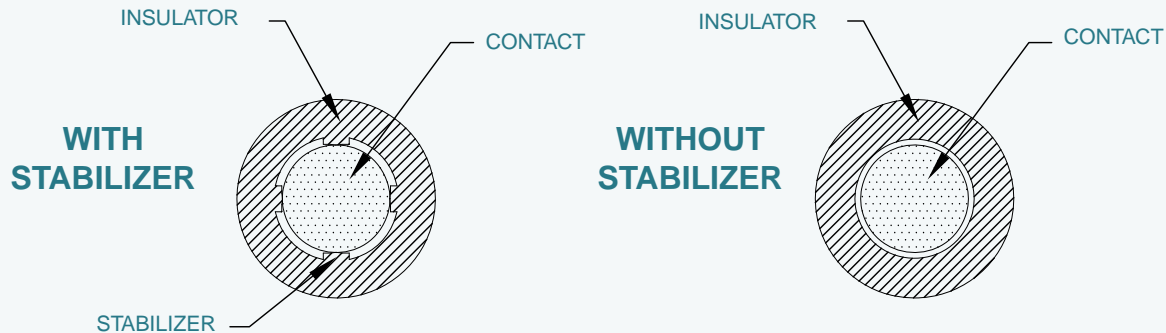 INSULATOR
CONTACT
WITH
STABILIZER
STABILIZER
INSULATOR
CONTACT
WITHOUT
STABILIZER